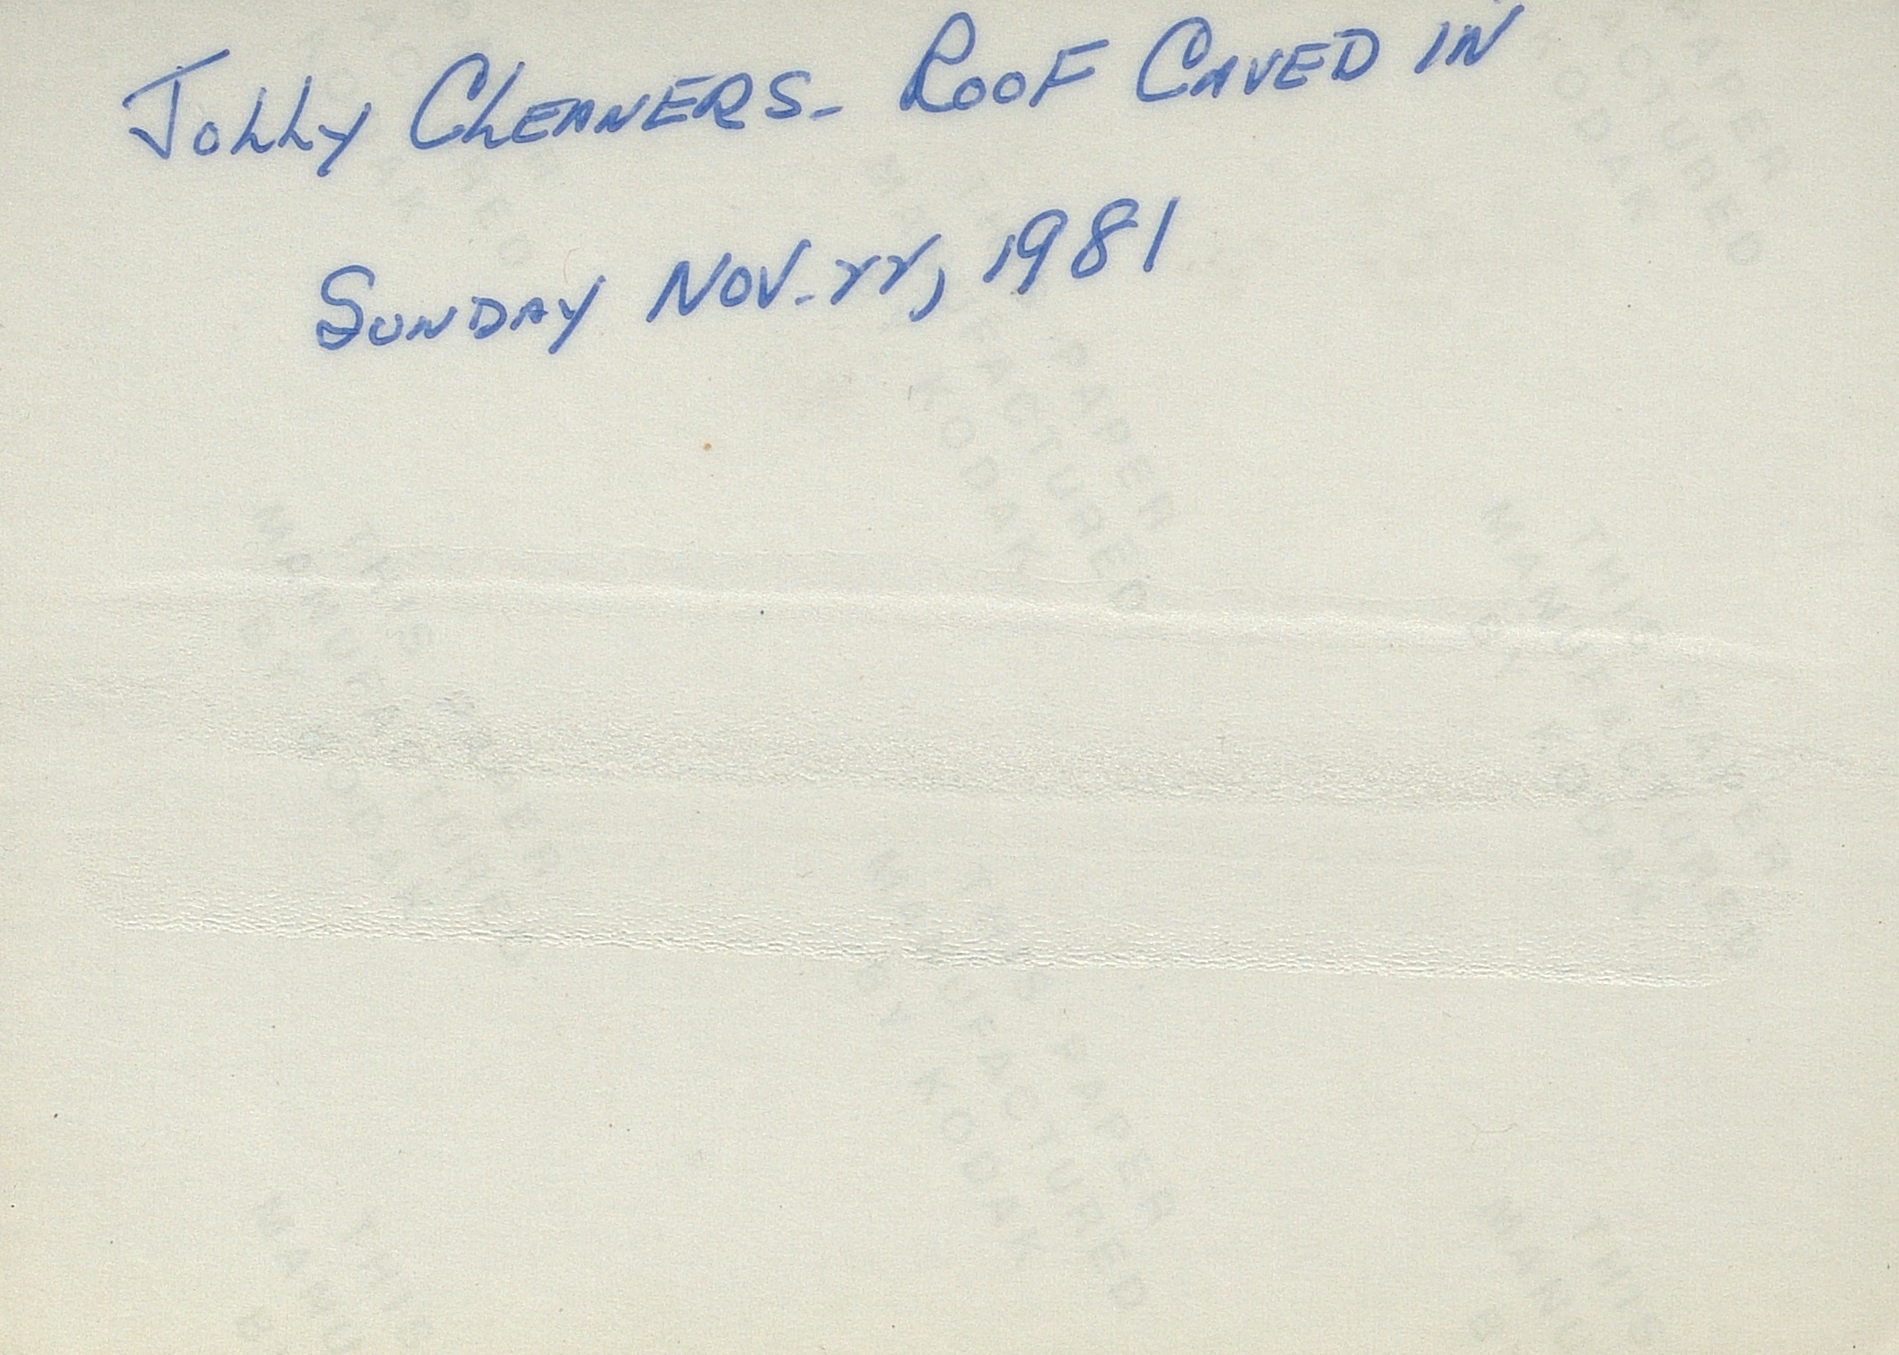 Jolly Cleaners- Roof Caved in
Sunday Nov. 22, 1981
THIS PAPER
MANUFACTURED
BY KODAK